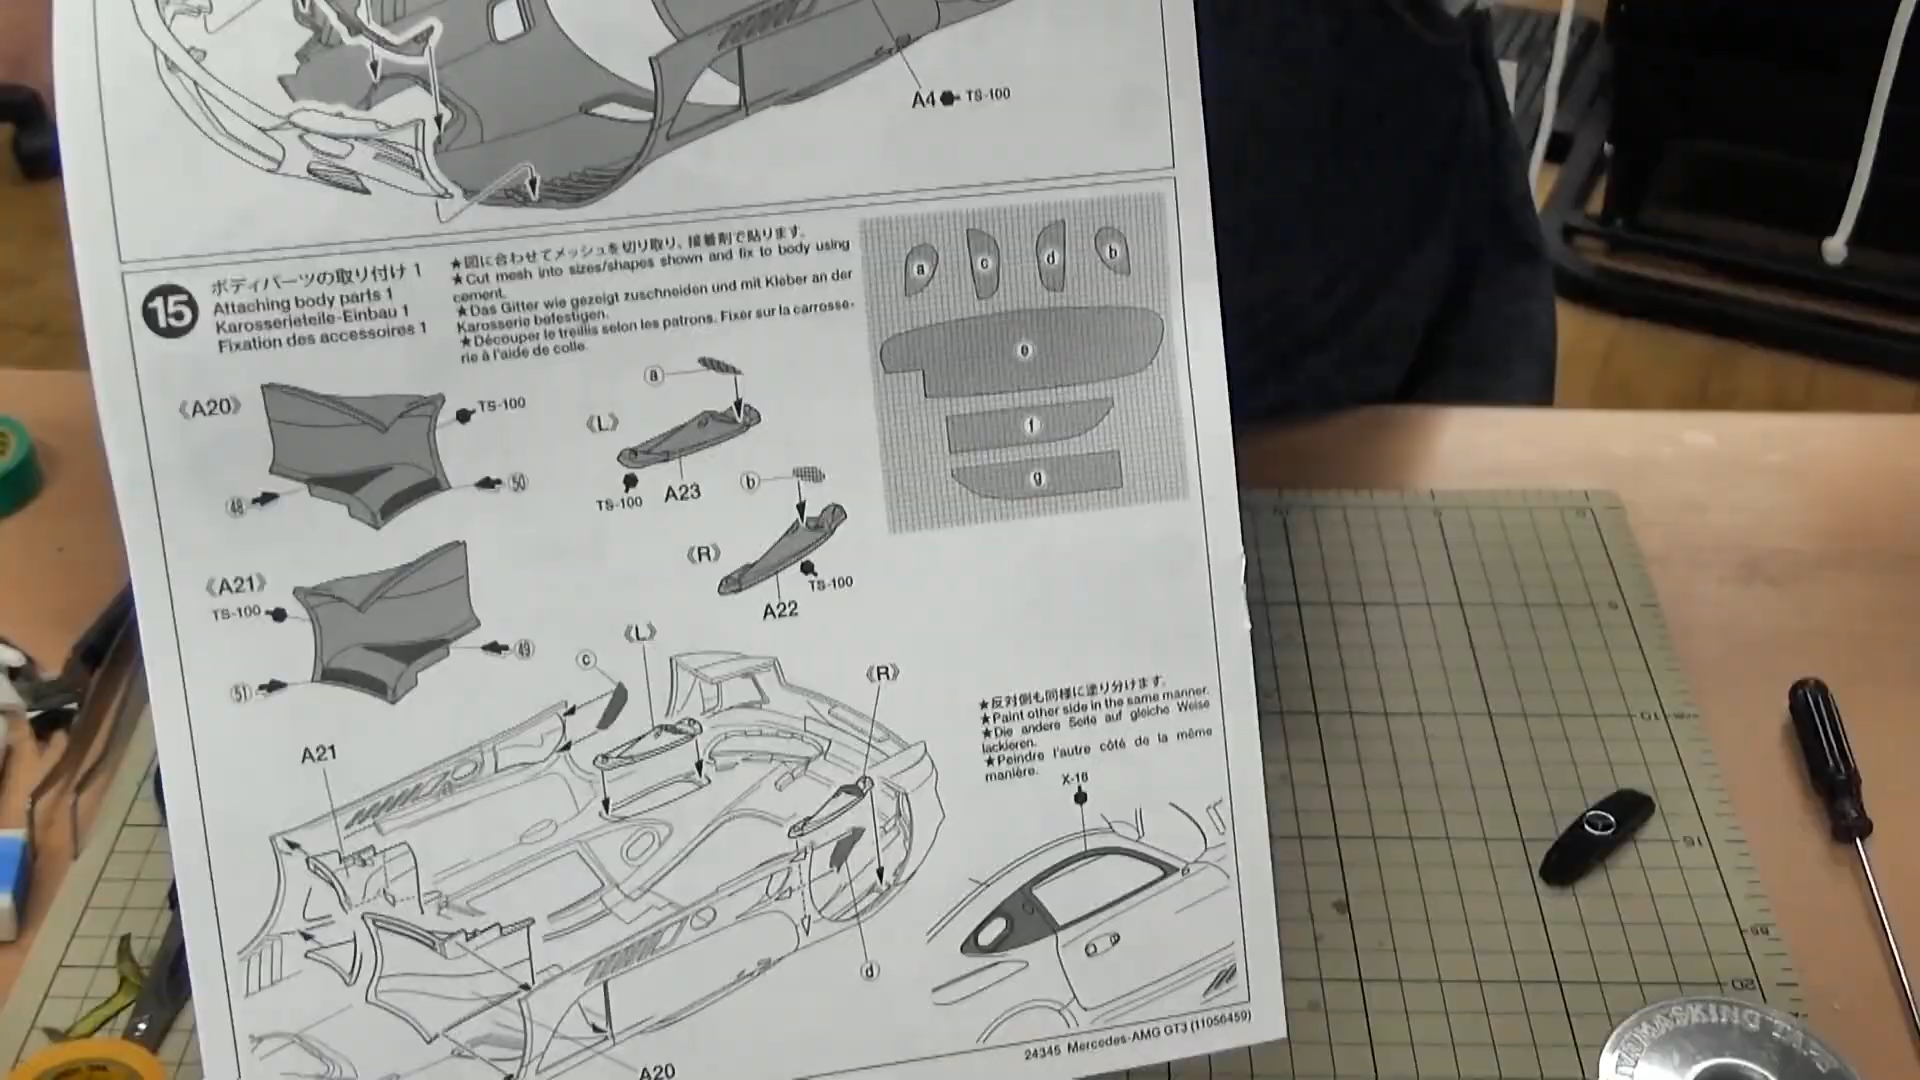 A4 TS-100
15
ボディパーツの取り付け 1
Attaching body parts 1
Karosserieteile-Einbau 1
Fixation des accessoires 1
★図に合わせてメッシュを切り取り、接着剤で貼ります。
★Cut mesh into sizes/shapes shown and fix to body using
cement.
★Das Gitter wie gezeigt zuschneiden und mit Kleber an der
Karosserie befestigen.
★Découper le treillis selon les patrons. Fixer sur la carrosse-
rie à l'aide de colle.
a
c
d
b
e
f
g
《A20》
TS-100
48
50
《L》
a
TS-100
A23
b
《R》
TS-100
A22
《A21》
TS-100
49
51
《L》
c
《R》
A21
d
A20
★反対側も同様に塗り分けます。
★Paint other side in the same manner.
★Die andere Seite auf gleiche Weise
lackieren.
★Peindre l'autre côté de la même
manière.
X-18
24345 Mercedes-AMG GT3 (11056459)